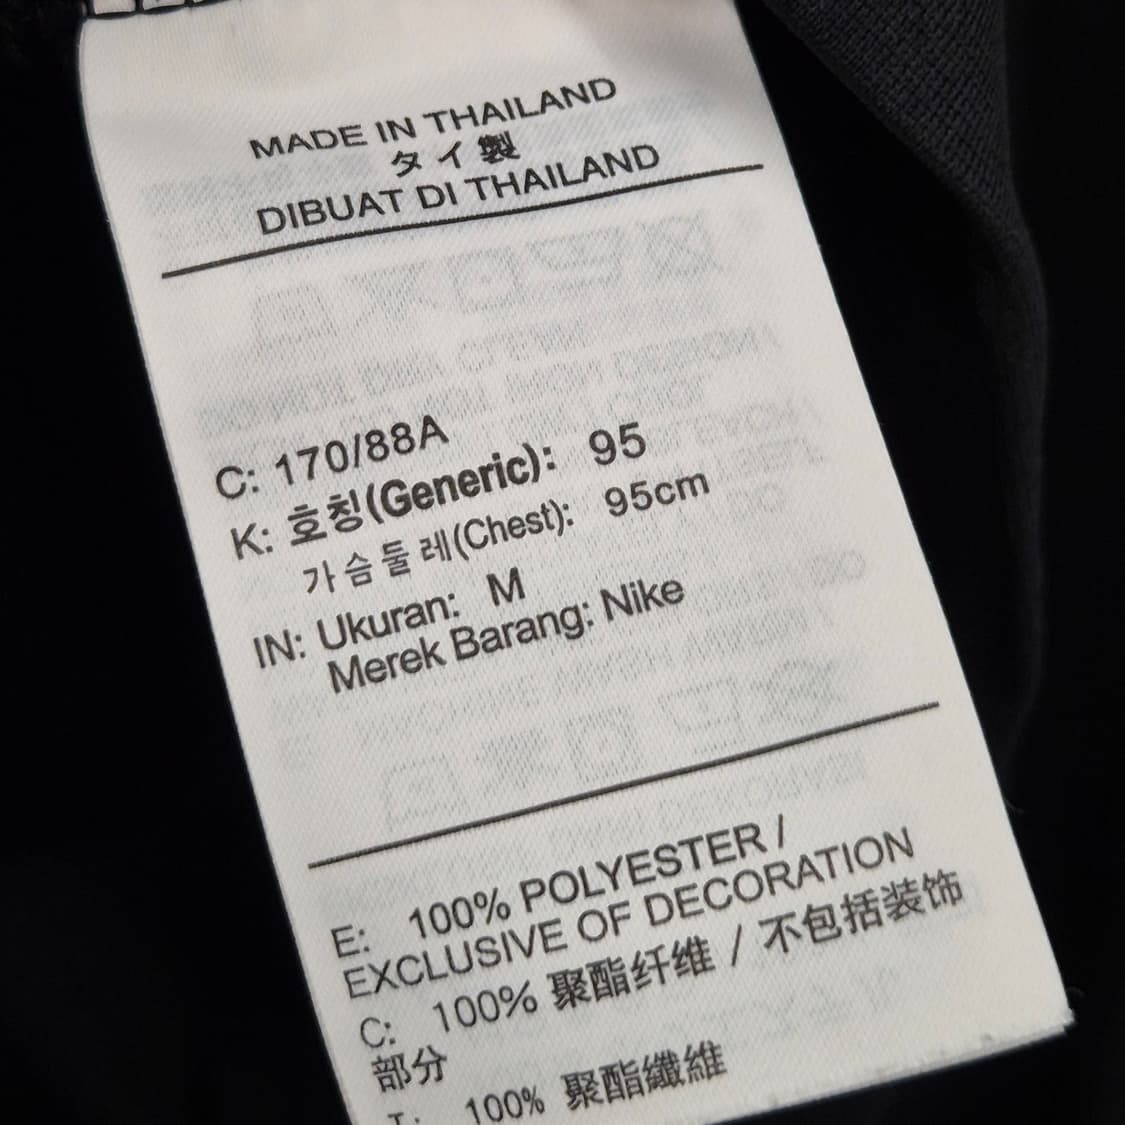 MADE IN THAILAND
タイ製
DIBUAT DI THAILAND
C: 170/88A
K: 호칭(Generic): 95
가슴둘레(Chest): 95cm
IN: Ukuran: M
Merek Barang: Nike
E: 100% POLYESTER /
EXCLUSIVE OF DECORATION
C: 100% 聚酯纤维 / 不包括装饰
部分
T: 100% 聚酯纖維